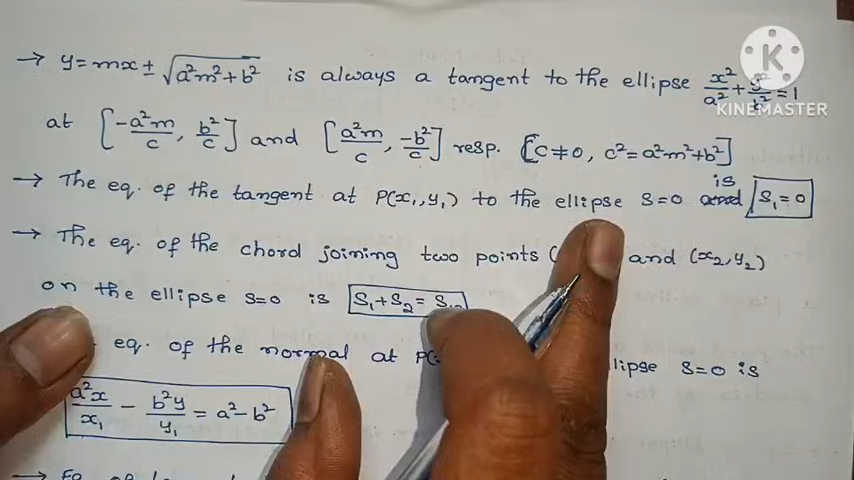 → y = mx ± √(a²m² + b²) is always a tangent to the ellipse x²/a² + y²/b² = 1
KINEMASTER
at [-a²m/c, b²/c] and [a²m/c, -b²/c] resp. [C ≠ 0, c² = a²m² + b²]
→ The eq. of the tangent at P(x₁, y₁) to the ellipse S = 0 is S₁ = 0
→ The eq. of the chord joining two points ( and (x₂, y₂)
on the ellipse S = 0 is S₁ + S₂ = S₁₂
eq. of the normal at P( S = 0 is
a²x/x₁ - b²y/y₁ = a² - b²
→